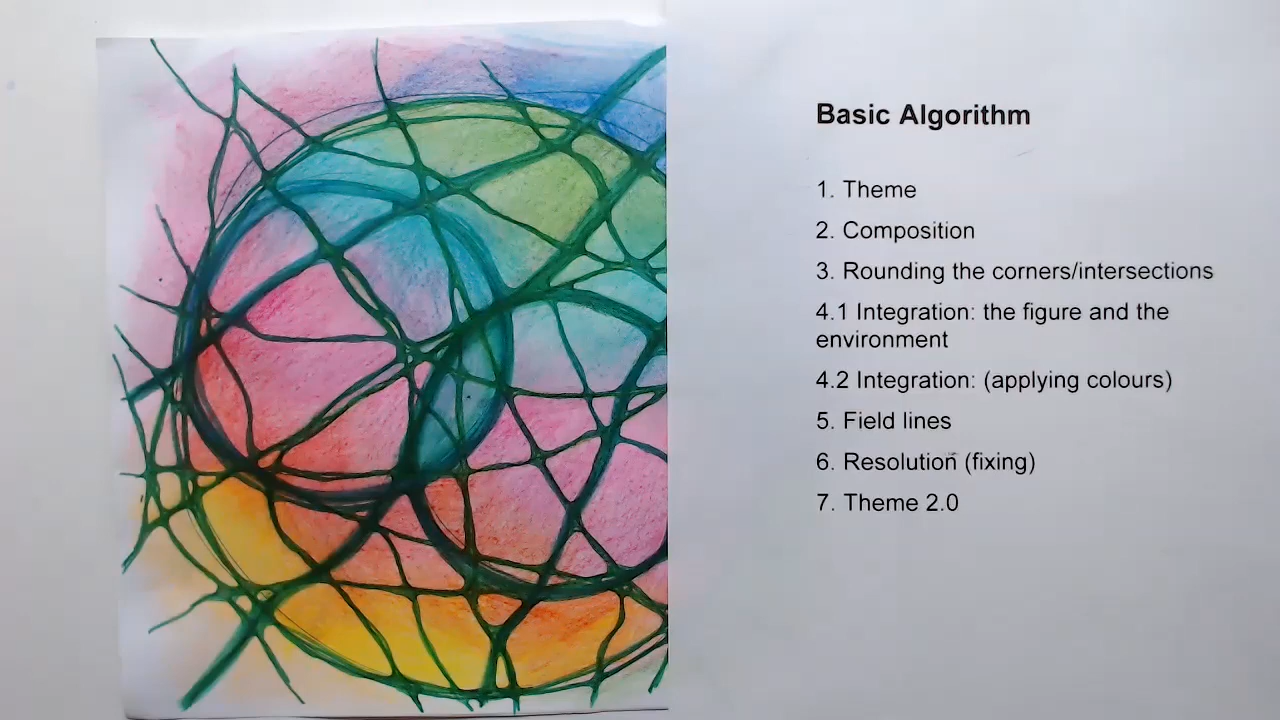 Basic Algorithm
1. Theme
2. Composition
3. Rounding the corners/intersections
4.1 Integration: the figure and the
environment
4.2 Integration: (applying colours)
5. Field lines
6. Resolution (fixing)
7. Theme 2.0